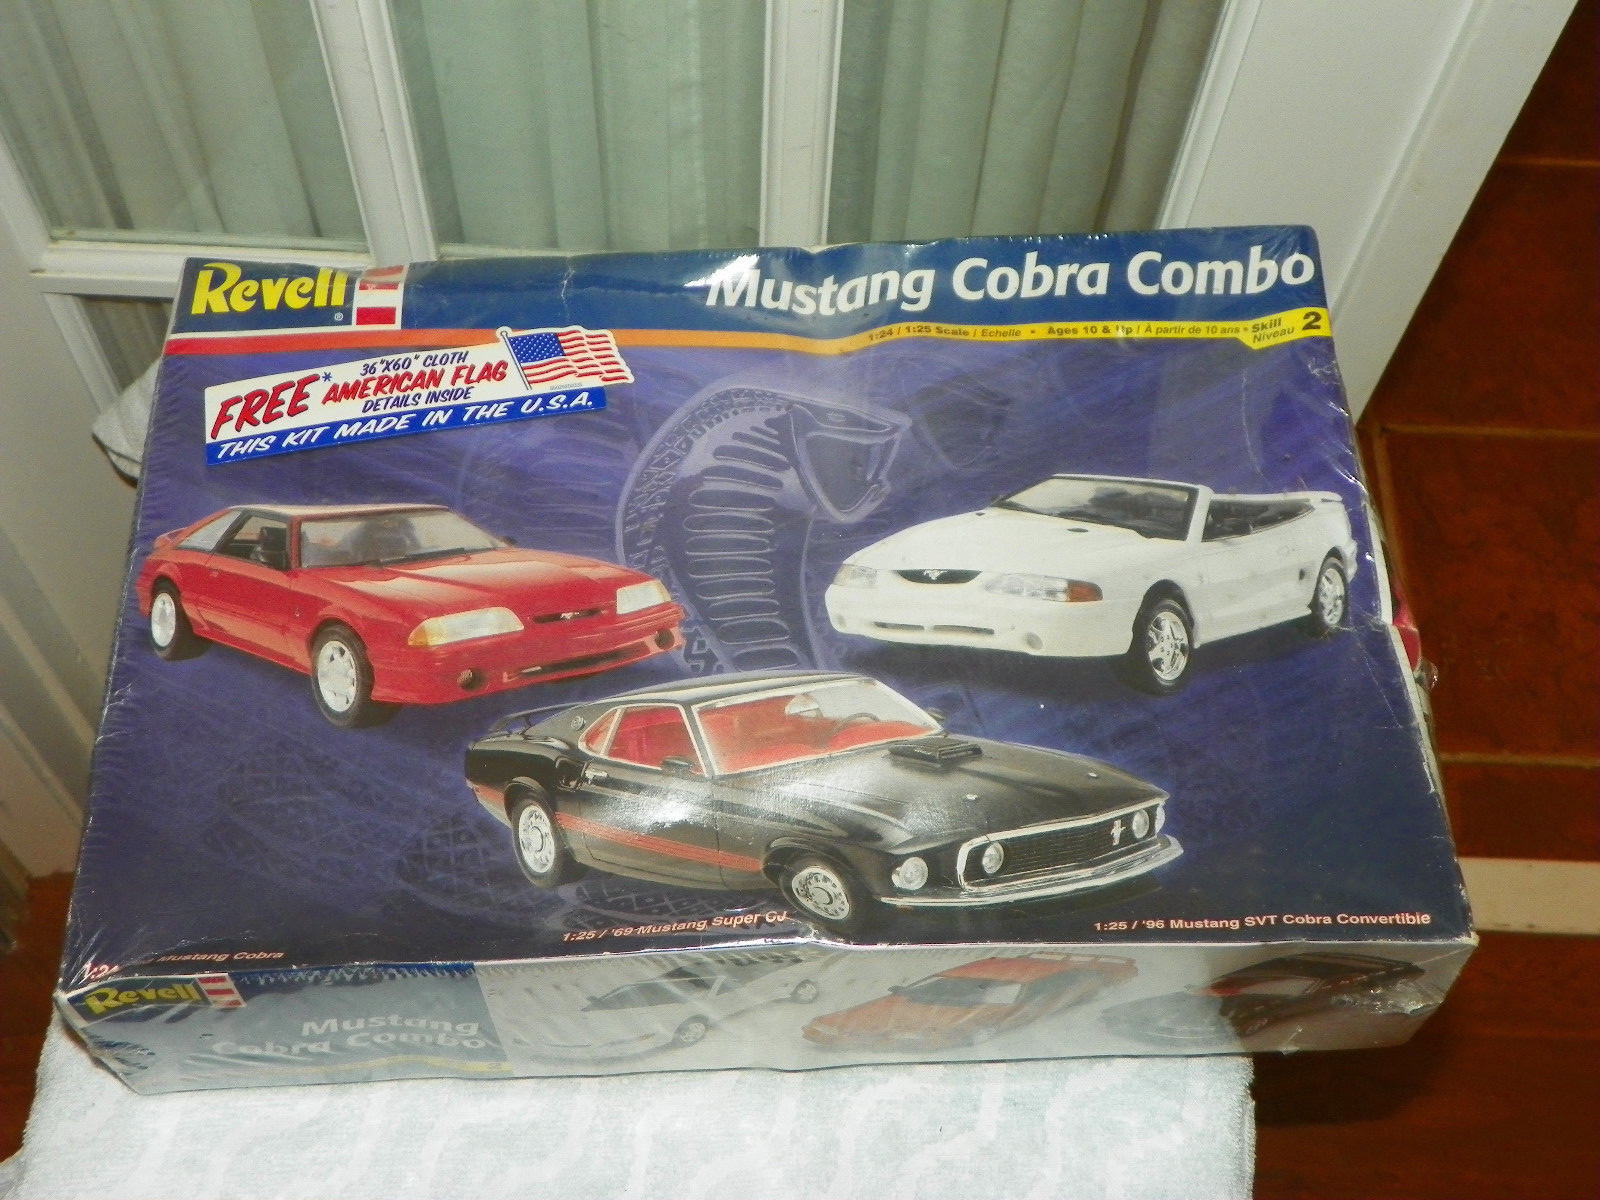 Revell ®
Mustang Cobra Combo
1:24 / 1:25 Scale / Echelle • Ages 10 & Up / À partir de 10 ans • Skill 2
Niveau
36"X60" CLOTH
FREE* AMERICAN FLAG
DETAILS INSIDE
THIS KIT MADE IN THE U.S.A.
1:25 / '69 Mustang Super CJ
1:25 / '96 Mustang SVT Cobra Convertible
Mustang Cobra
Revell
Mustang
Cobra Combo